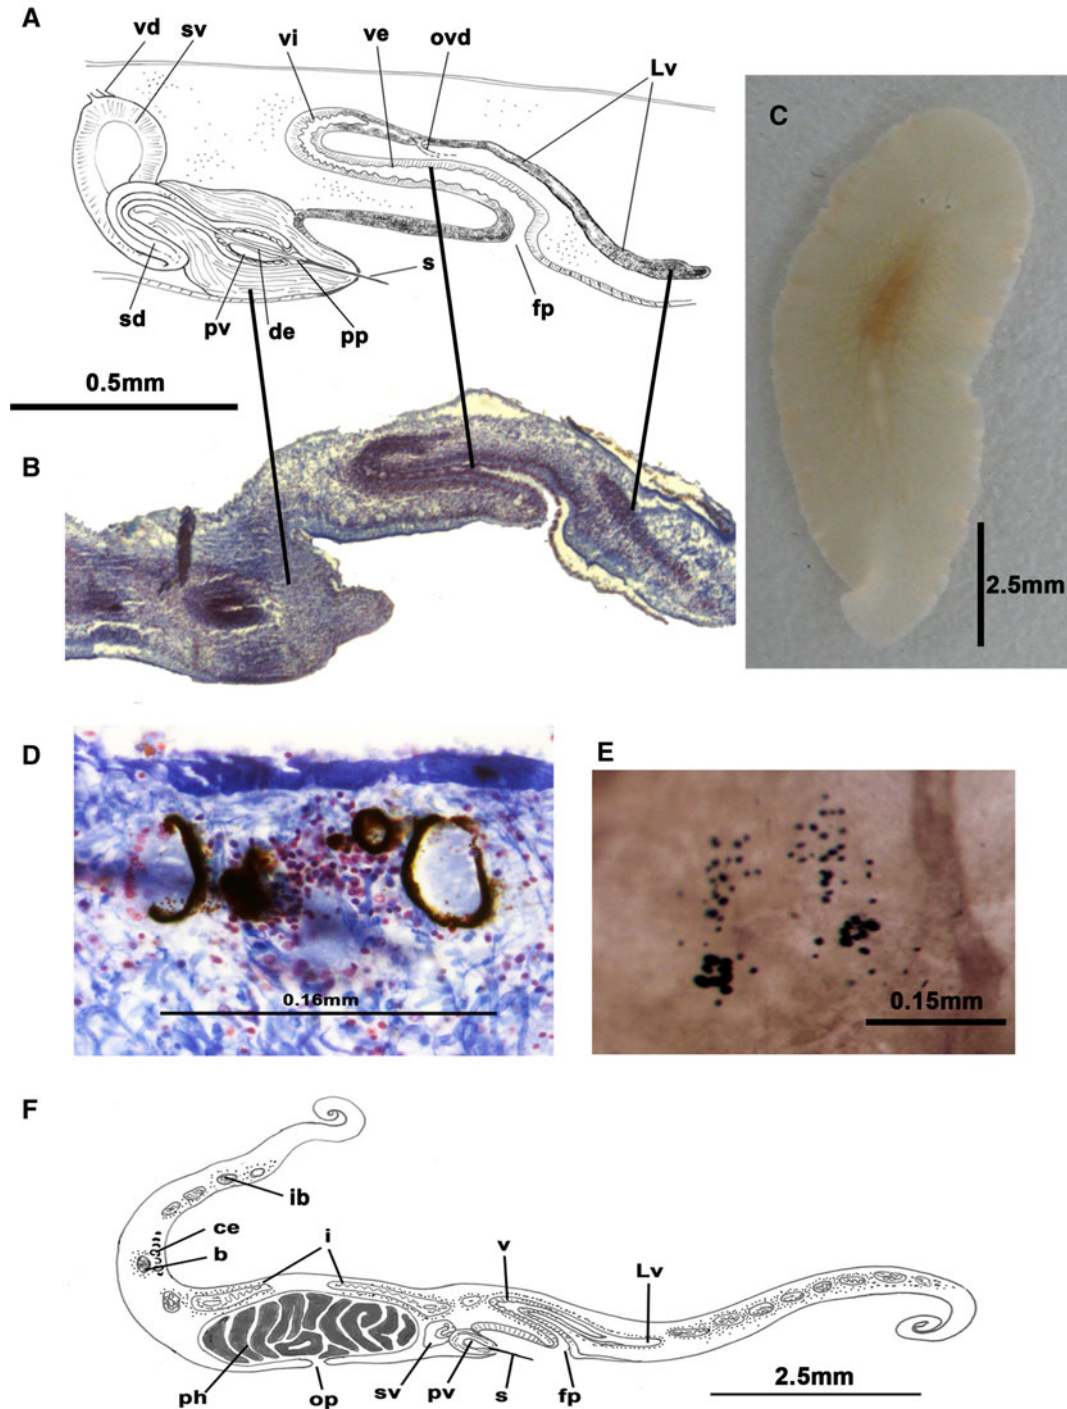 A
vd sv vi ve ovd Lv
C
sd pv de pp s fp
0.5mm
B
2.5mm
D
E
0.16mm
0.15mm
F
ib
ce
b
i v Lv
ph op sv pv s fp
2.5mm